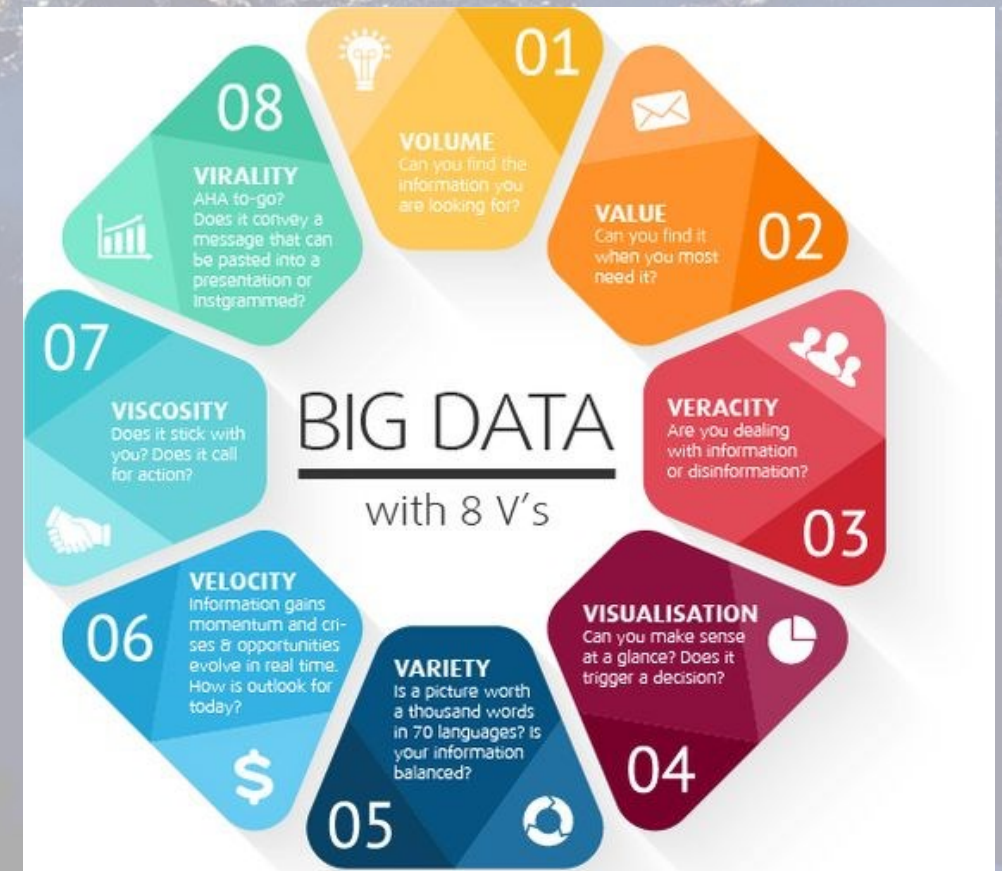 BIG DATA
with 8 V's
01
VOLUME
Can you find the
information you
are looking for?
02
VALUE
Can you find it
when you most
need it?
03
VERACITY
Are you dealing
with information
or disinformation?
04
VISUALISATION
Can you make sense
at a glance? Does it
trigger a decision?
05
VARIETY
Is a picture worth
a thousand words
in 70 languages? Is
your information
balanced?
06
VELOCITY
Information gains
momentum and cri-
ses & opportunities
evolve in real time.
How is outlook for
today?
07
VISCOSITY
Does it stick with
you? Does it call
for action?
08
VIRALITY
AHA to-go?
Does it convey a
message that can
be pasted into a
presentation or
Instgrammed?